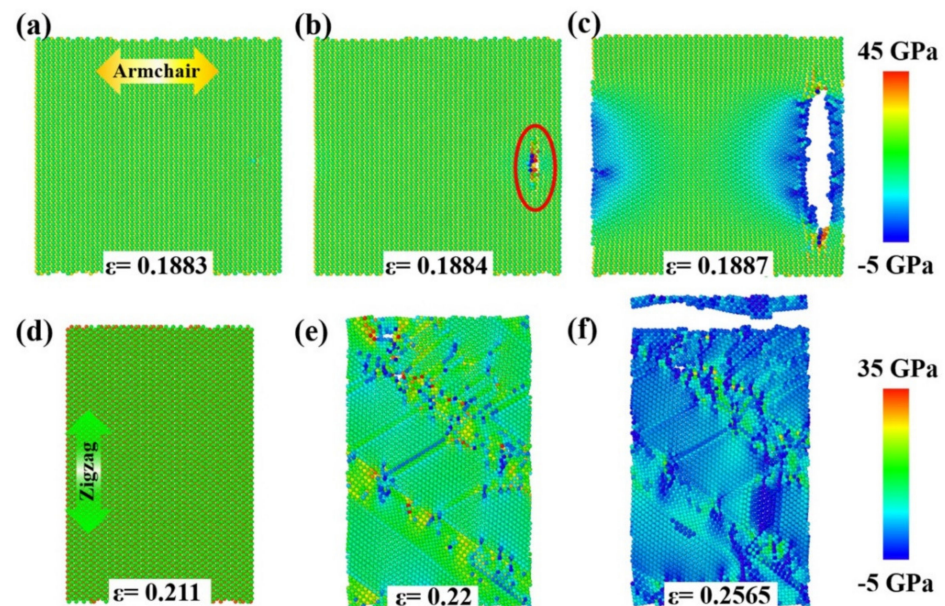 (a)
(b)
(c)
Armchair
45 GPa
-5 GPa
ε= 0.1883
ε= 0.1884
ε= 0.1887
(d)
(e)
(f)
Zigzag
35 GPa
-5 GPa
ε= 0.211
ε= 0.22
ε= 0.2565